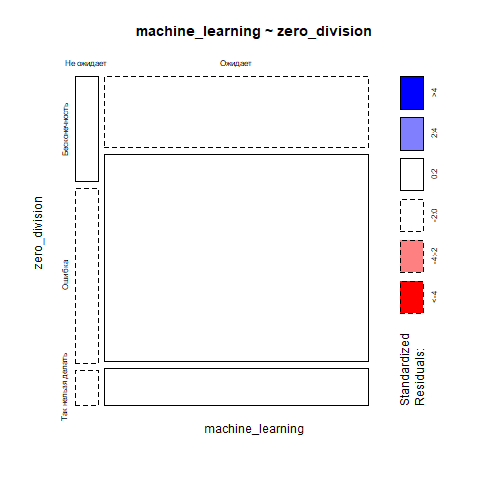 machine_learning ~ zero_division
Не ожидает
Ожидает
Бесконечность
Ошибка
Так нельзя делать
zero_division
machine_learning
>4
2:4
0:2
-2:0
-4:-2
<-4
Standardized
Residuals: